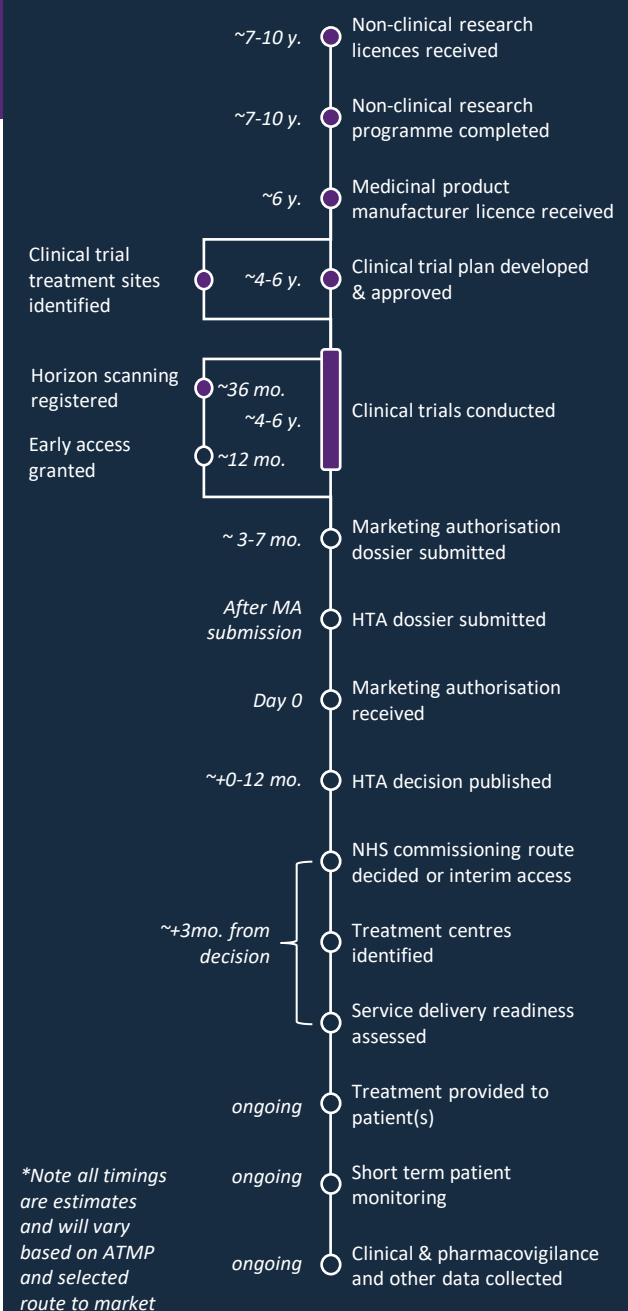 ~7-10 y.
Non-clinical research
licences received
~7-10 y.
Non-clinical research
programme completed
~6 y.
Medicinal product
manufacturer licence received
Clinical trial
treatment sites
identified
~4-6 y.
Clinical trial plan developed
& approved
Horizon scanning
registered
~36 mo.
~4-6 y.
Clinical trials conducted
Early access
granted
~12 mo.
~ 3-7 mo.
Marketing authorisation
dossier submitted
After MA
submission
HTA dossier submitted
Day 0
Marketing authorisation
received
~+0-12 mo.
HTA decision published
NHS commissioning route
decided or interim access
~+3mo. from
decision
Treatment centres
identified
Service delivery readiness
assessed
ongoing
Treatment provided to
patient(s)
ongoing
Short term patient
monitoring
ongoing
Clinical & pharmacovigilance
and other data collected
*Note all timings
are estimates
and will vary
based on ATMP
and selected
route to market